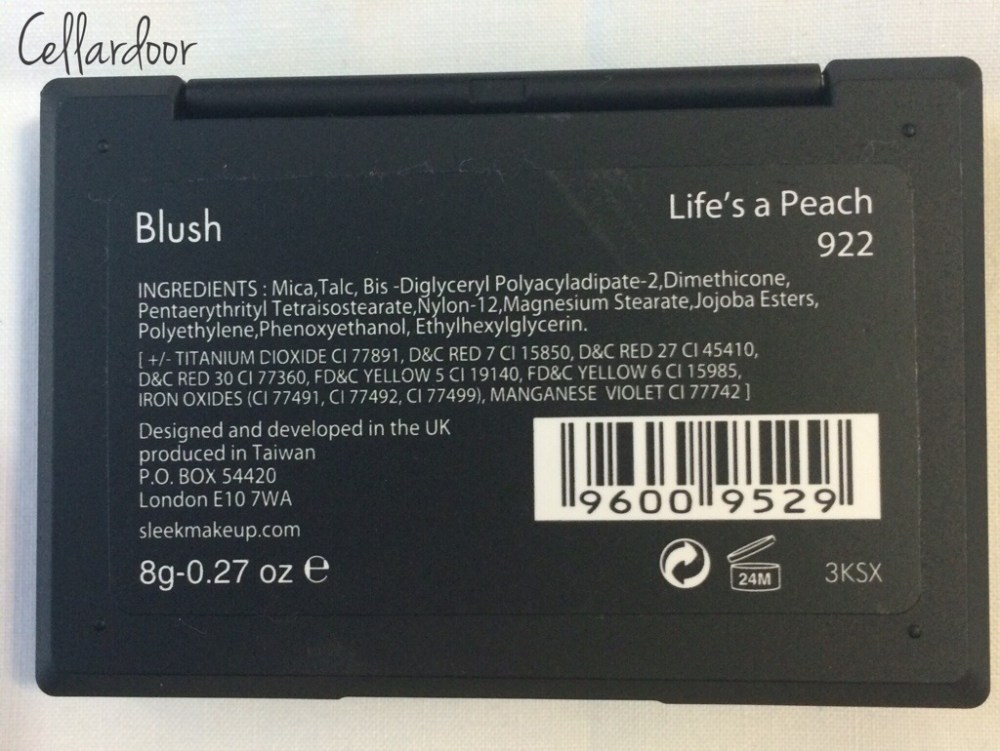 Cellardoor
Blush
Life's a Peach
922
INGREDIENTS : Mica,Talc, Bis -Diglyceryl Polyacyladipate-2,Dimethicone,
Pentaerythrityl Tetraisostearate,Nylon-12,Magnesium Stearate,Jojoba Esters,
Polyethylene,Phenoxyethanol, Ethylhexylglycerin.
[ +/- TITANIUM DIOXIDE CI 77891, D&C RED 7 CI 15850, D&C RED 27 CI 45410,
D&C RED 30 CI 77360, FD&C YELLOW 5 CI 19140, FD&C YELLOW 6 CI 15985,
IRON OXIDES (CI 77491, CI 77492, CI 77499), MANGANESE VIOLET CI 77742 ]
Designed and developed in the UK
produced in Taiwan
P.O. BOX 54420
London E10 7WA
sleekmakeup.com
8g-0.27 oz ℮
9600 9529
24M
3KSX